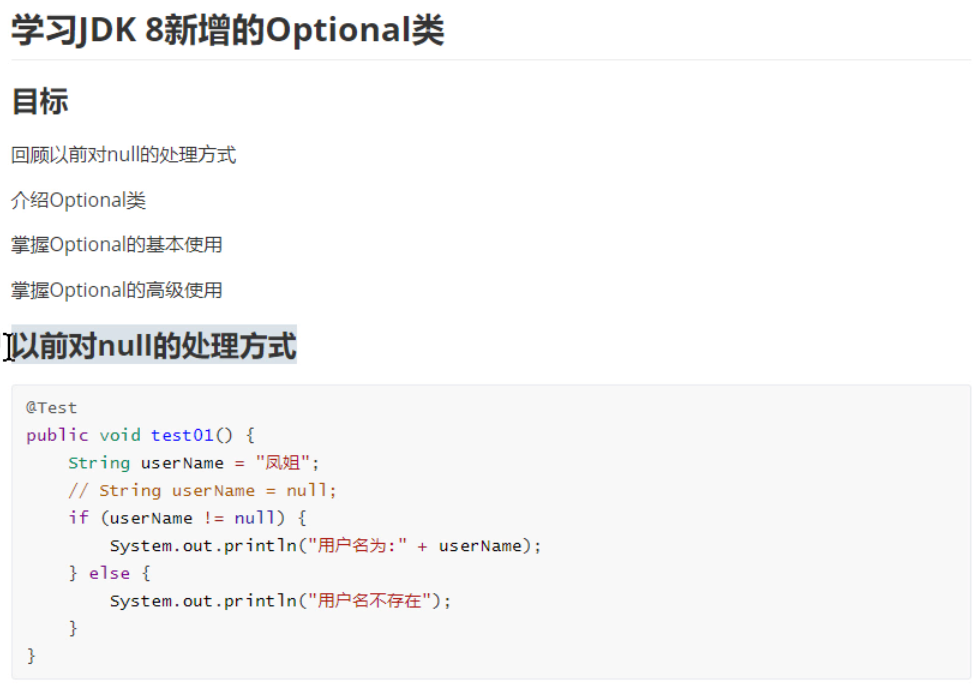 学习JDK 8新增的Optional类
目标
回顾以前对null的处理方式
介绍Optional类
掌握Optional的基本使用
掌握Optional的高级使用
以前对null的处理方式
@Test
public void test01() {
    String userName = "凤姐";
    // String userName = null;
    if (userName != null) {
        System.out.println("用户名为:" + userName);
    } else {
        System.out.println("用户名不存在");
    }
}